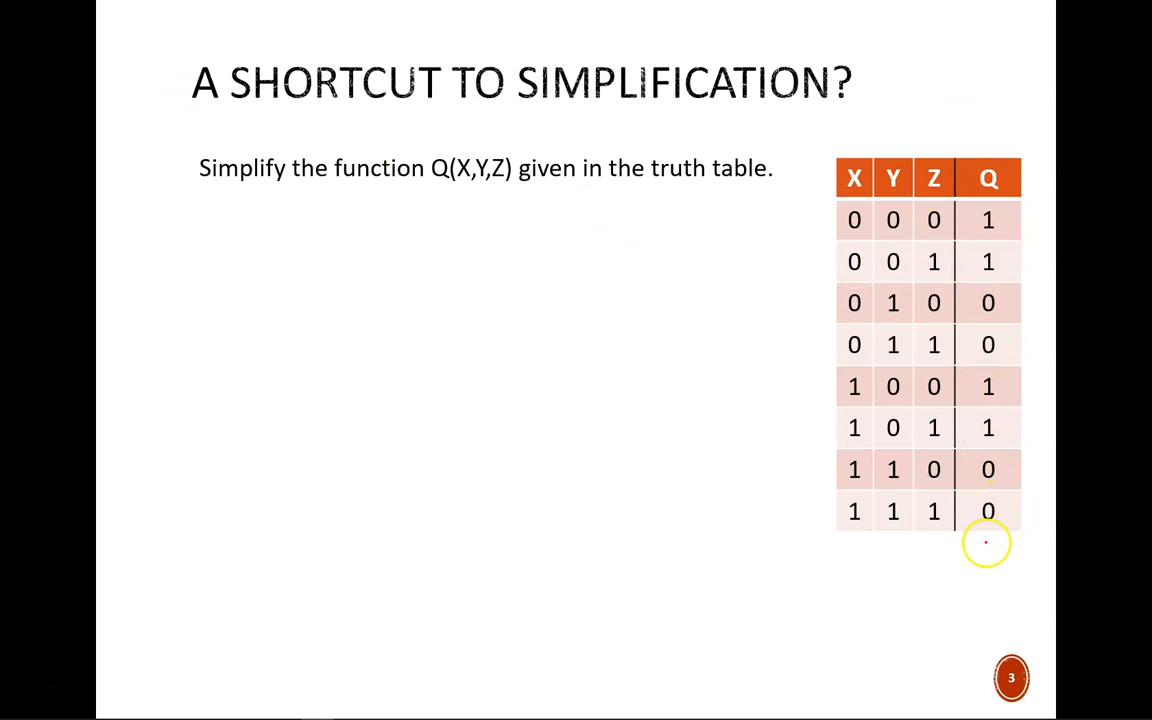 A SHORTCUT TO SIMPLIFICATION?
Simplify the function Q(X,Y,Z) given in the truth table.
X Y Z Q
0 0 0 1
0 0 1 1
0 1 0 0
0 1 1 0
1 0 0 1
1 0 1 1
1 1 0 0
1 1 1 0
3